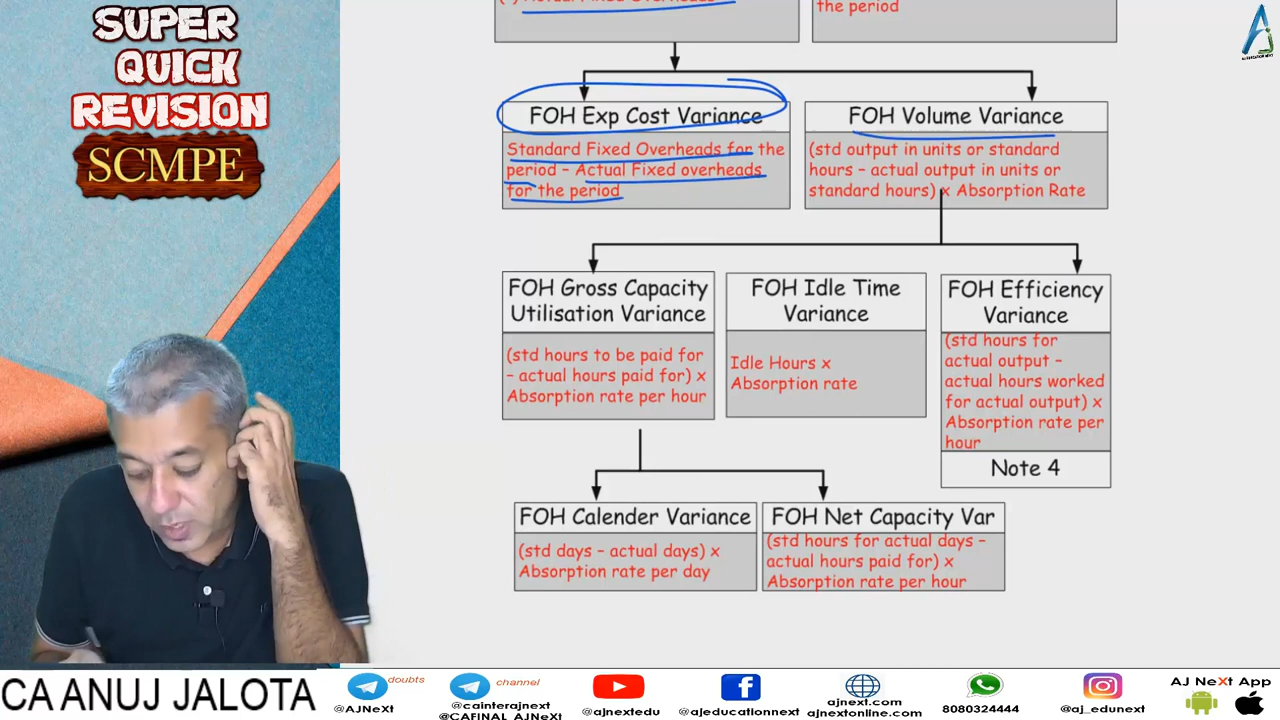 SUPER
QUICK
REVISION
SCMPE
Actual Fixed Overheads
the period
FOH Exp Cost Variance
Standard Fixed Overheads for the
period – Actual Fixed overheads
for the period
FOH Volume Variance
(std output in units or standard
hours – actual output in units or
standard hours) x Absorption Rate
FOH Gross Capacity
Utilisation Variance
(std hours to be paid for
– actual hours paid for) x
Absorption rate per hour
FOH Idle Time
Variance
Idle Hours x
Absorption rate
FOH Efficiency
Variance
(std hours for
actual output –
actual hours worked
for actual output) x
Absorption rate per
hour
Note 4
FOH Calender Variance
(std days – actual days) x
Absorption rate per day
FOH Net Capacity Var
(std hours for actual days –
actual hours paid for) x
Absorption rate per hour
CA ANUJ JALOTA
doubts
@AJNeXt
channel
@cainterajnext
@CAFINAL_AJNeXt
@ajnextedu
@ajeducationnext
ajnext.com
ajnextonline.com
8080324444
@aj_edunext
AJ NeXt App